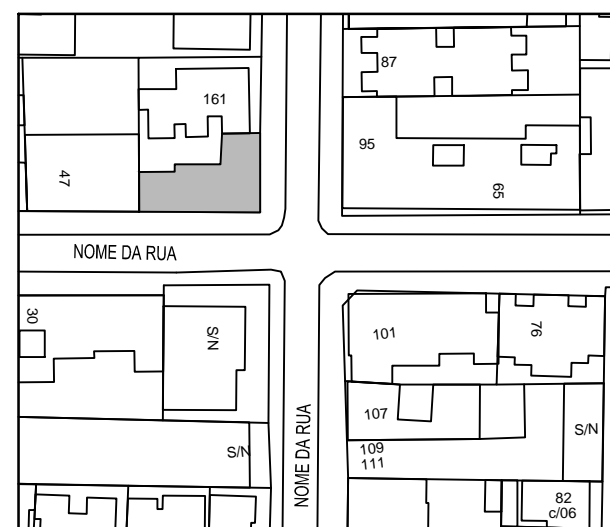 87
161
95
47
65
NOME DA RUA
30
S/N
101
76
107
S/N
109
111
S/N
NOME DA RUA
82
c/06